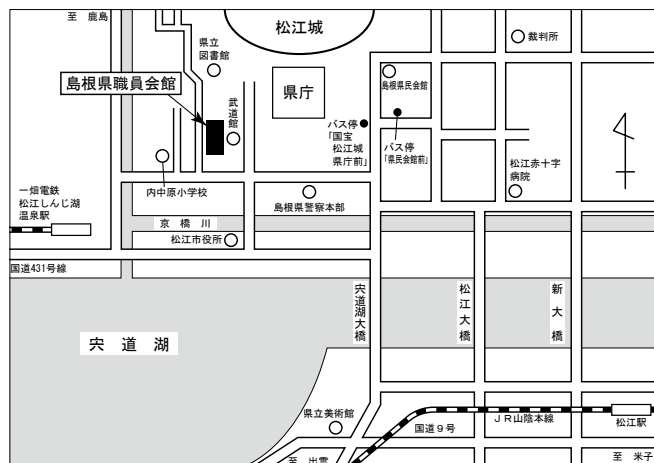 至 鹿島
松江城
県立
図書館
裁判所
島根県職員会館
県庁
島根県民会館
武道館
バス停
「国宝
松江城
県庁前」
バス停
「県民会館前」
松江赤十字
病院
内中原小学校
一畑電鉄
松江しんじ湖
温泉駅
島根県警察本部
京橋川
松江市役所
国道431号線
宍道湖大橋
松江大橋
新大橋
宍道湖
県立美術館
国道9号
JR山陰本線
松江駅
至 出雲
至 米子